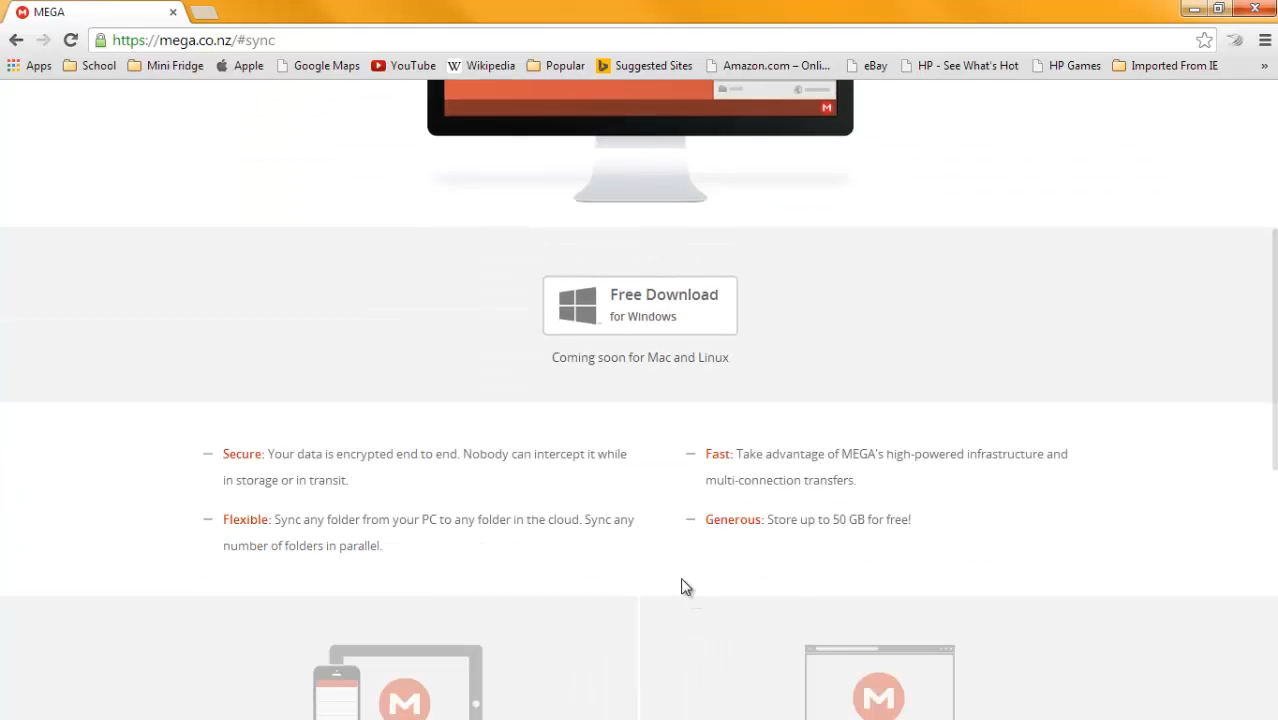 MEGA
https://mega.co.nz/#sync
Apps School Mini Fridge Apple Google Maps YouTube Wikipedia Popular Suggested Sites Amazon.com – Onli... eBay HP - See What's Hot HP Games Imported From IE »
M
Free Download
for Windows
Coming soon for Mac and Linux
Secure: Your data is encrypted end to end. Nobody can intercept it while
in storage or in transit.
Flexible: Sync any folder from your PC to any folder in the cloud. Sync any
number of folders in parallel.
Fast: Take advantage of MEGA's high-powered infrastructure and
multi-connection transfers.
Generous: Store up to 50 GB for free!
M
M